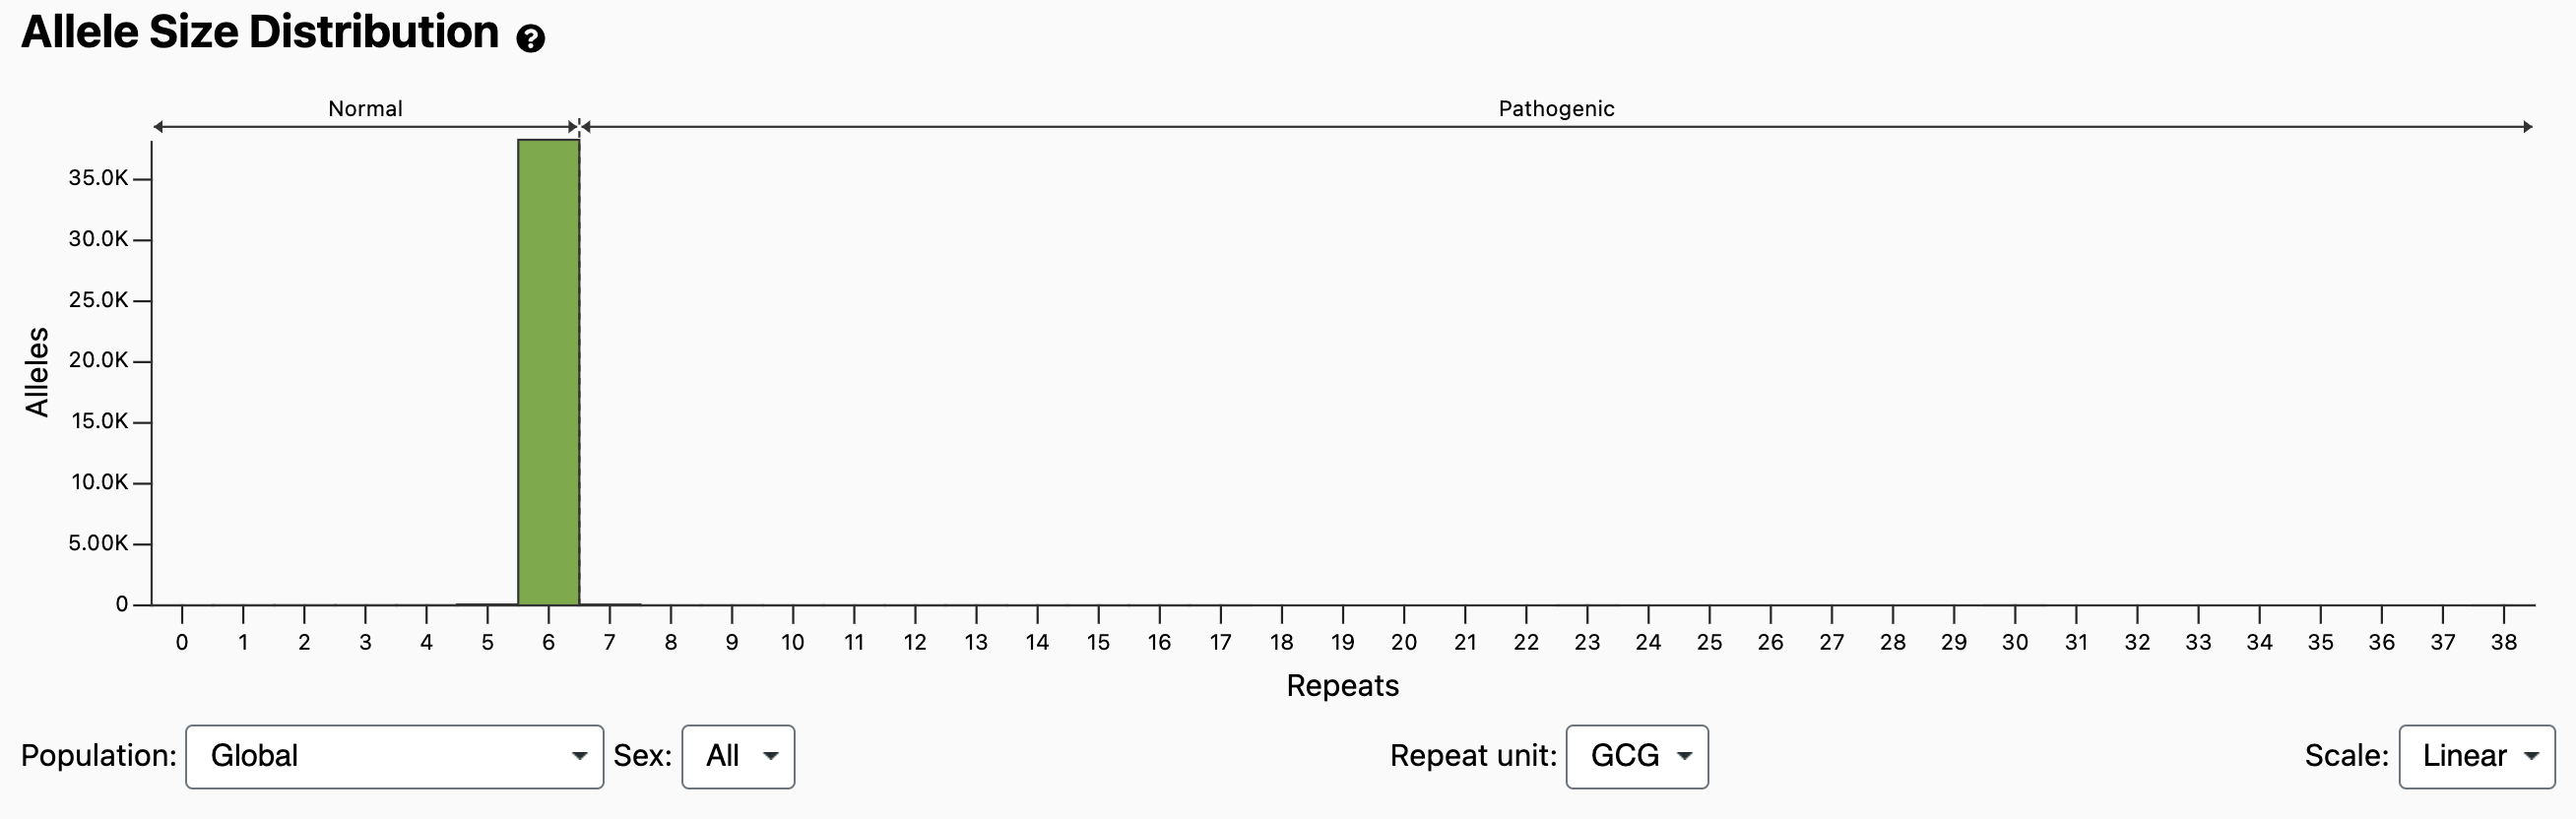 Allele Size Distribution ?
Normal
Pathogenic
35.0K
30.0K
25.0K
20.0K
15.0K
10.0K
5.00K
0
Alleles
0 1 2 3 4 5 6 7 8 9 10 11 12 13 14 15 16 17 18 19 20 21 22 23 24 25 26 27 28 29 30 31 32 33 34 35 36 37 38
Repeats
Population: Global Sex: All Repeat unit: GCG Scale: Linear